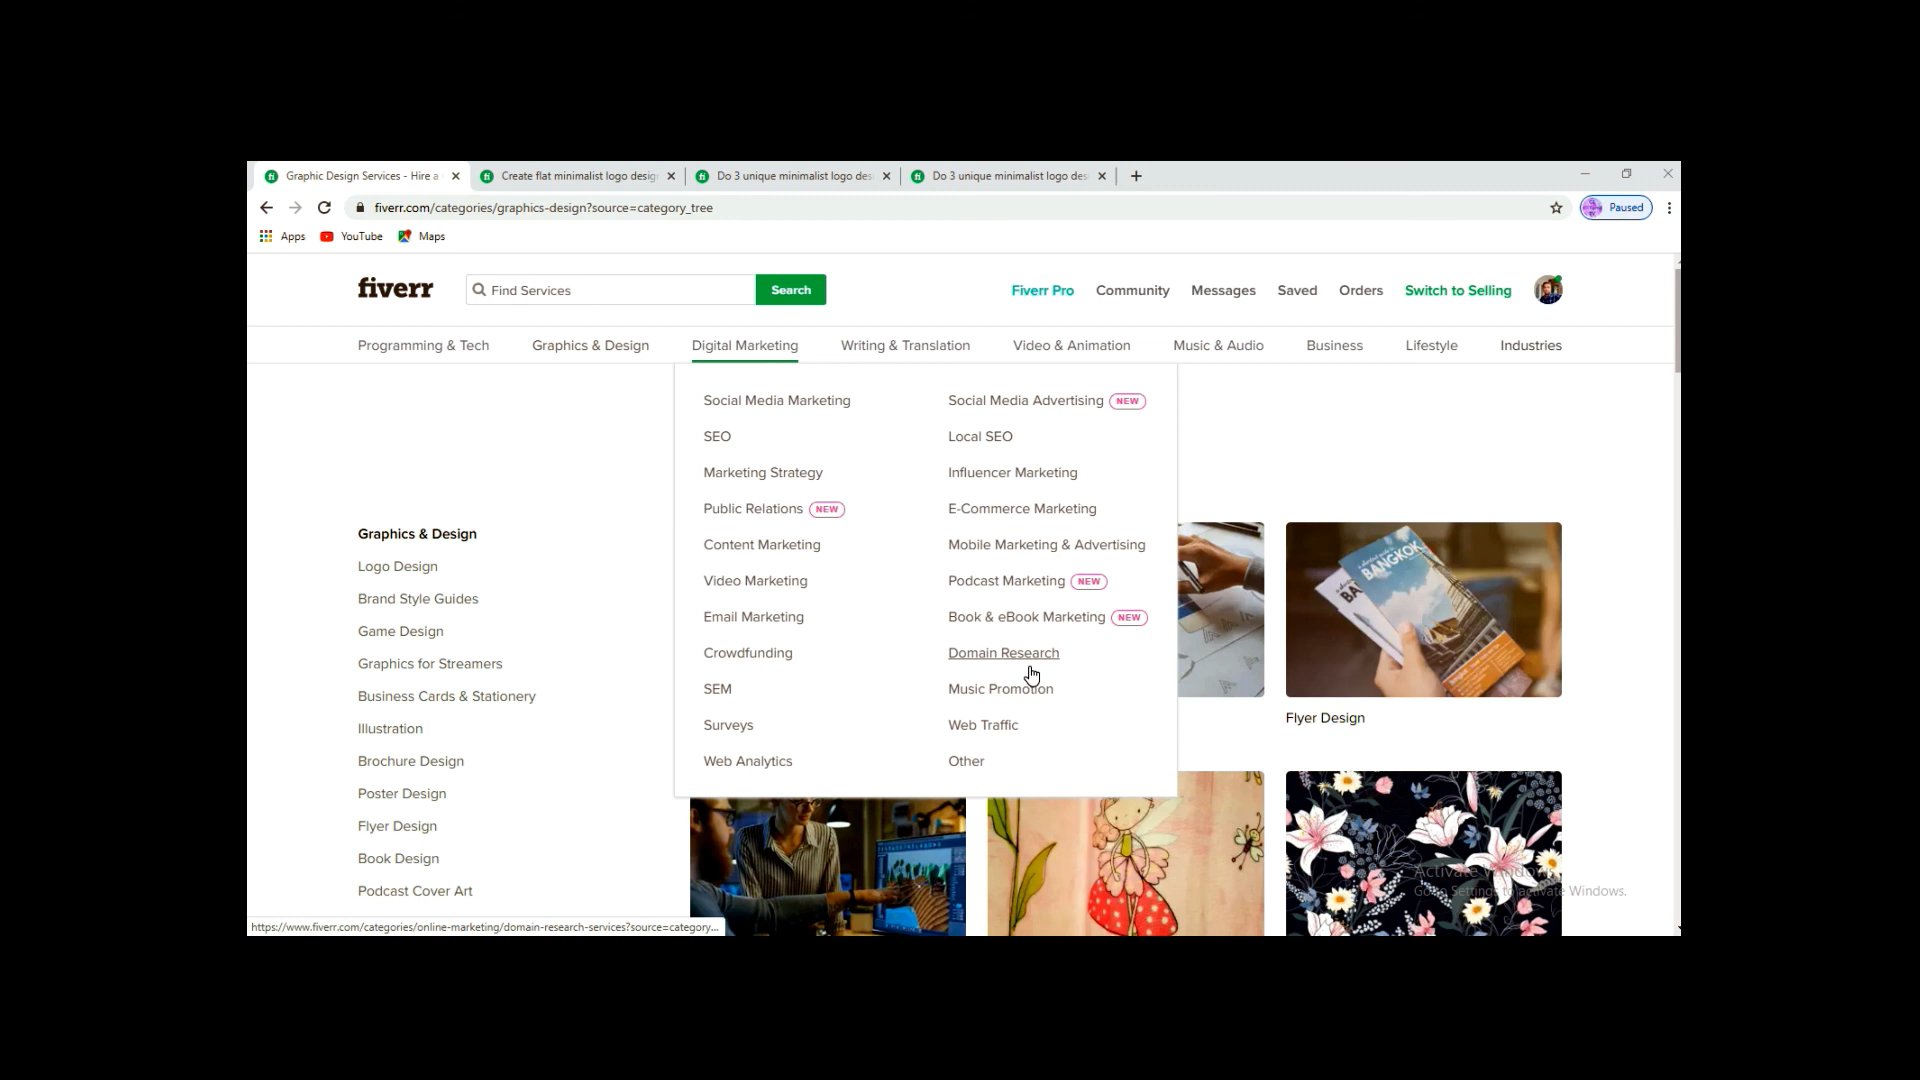 Graphic Design Services - Hire a
Create flat minimalist logo design
Do 3 unique minimalist logo des
Do 3 unique minimalist logo des
fiverr.com/categories/graphics-design?source=category_tree
Paused
Apps
YouTube
Maps
fiverr
Find Services
Search
Fiverr Pro
Community
Messages
Saved
Orders
Switch to Selling
Programming & Tech
Graphics & Design
Digital Marketing
Writing & Translation
Video & Animation
Music & Audio
Business
Lifestyle
Industries
Social Media Marketing
SEO
Marketing Strategy
Public Relations NEW
Content Marketing
Video Marketing
Email Marketing
Crowdfunding
SEM
Surveys
Web Analytics
Social Media Advertising NEW
Local SEO
Influencer Marketing
E-Commerce Marketing
Mobile Marketing & Advertising
Podcast Marketing NEW
Book & eBook Marketing NEW
Domain Research
Music Promotion
Web Traffic
Other
Graphics & Design
Logo Design
Brand Style Guides
Game Design
Graphics for Streamers
Business Cards & Stationery
Illustration
Brochure Design
Poster Design
Flyer Design
Book Design
Podcast Cover Art
BANGKOK
Flyer Design
Activate Windows
Go to Settings to activate Windows.
https://www.fiverr.com/categories/online-marketing/domain-research-services?source=category...